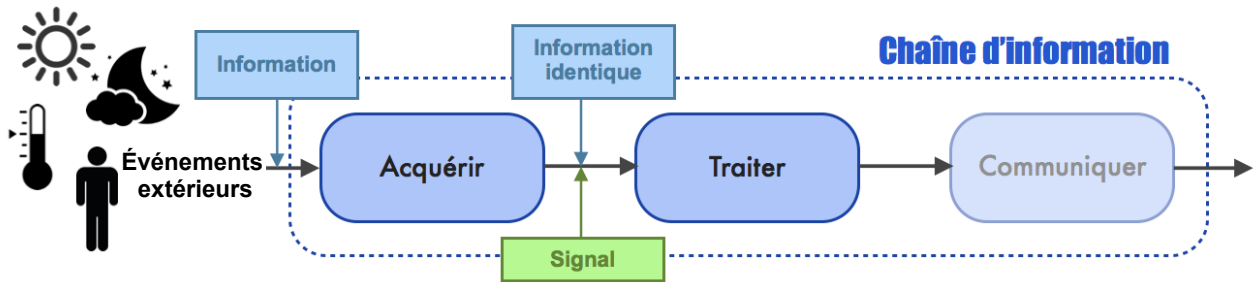 Chaîne d'information
Information
Information
identique
Événements
extérieurs
Acquérir
Traiter
Communiquer
Signal